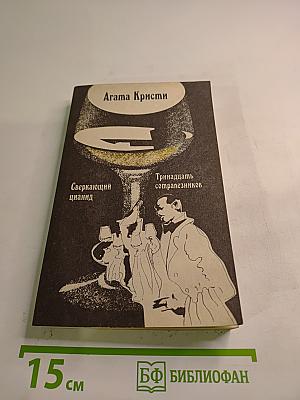 Агата Кристи
Сверкающий
цианид
Тринадцать
сотрапезников
15 см
БФ
БИБЛИОФАН